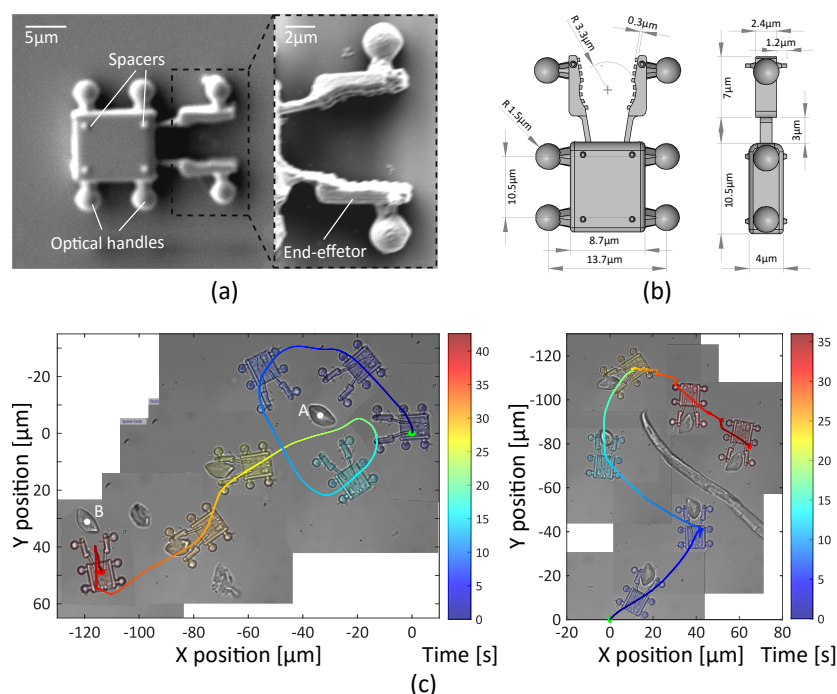 5µm
2µm
Spacers
Optical handles
End-effetor
(a)
R 3.3µm
0.3µm
2.4µm
1.2µm
7µm
R 1.5µm
3µm
10.5µm
10.5µm
8.7µm
13.7µm
4µm
(b)
-20
0
20
40
60
Y position [µm]
A
B
-120
-100
-80
-60
-40
-20
0
X position [µm]
40
35
30
25
20
15
10
5
0
Time [s]
-120
-100
-80
-60
-40
-20
-0
Y position [µm]
-20
0
20
40
60
80
X position [µm]
35
30
25
20
15
10
5
0
Time [s]
(c)